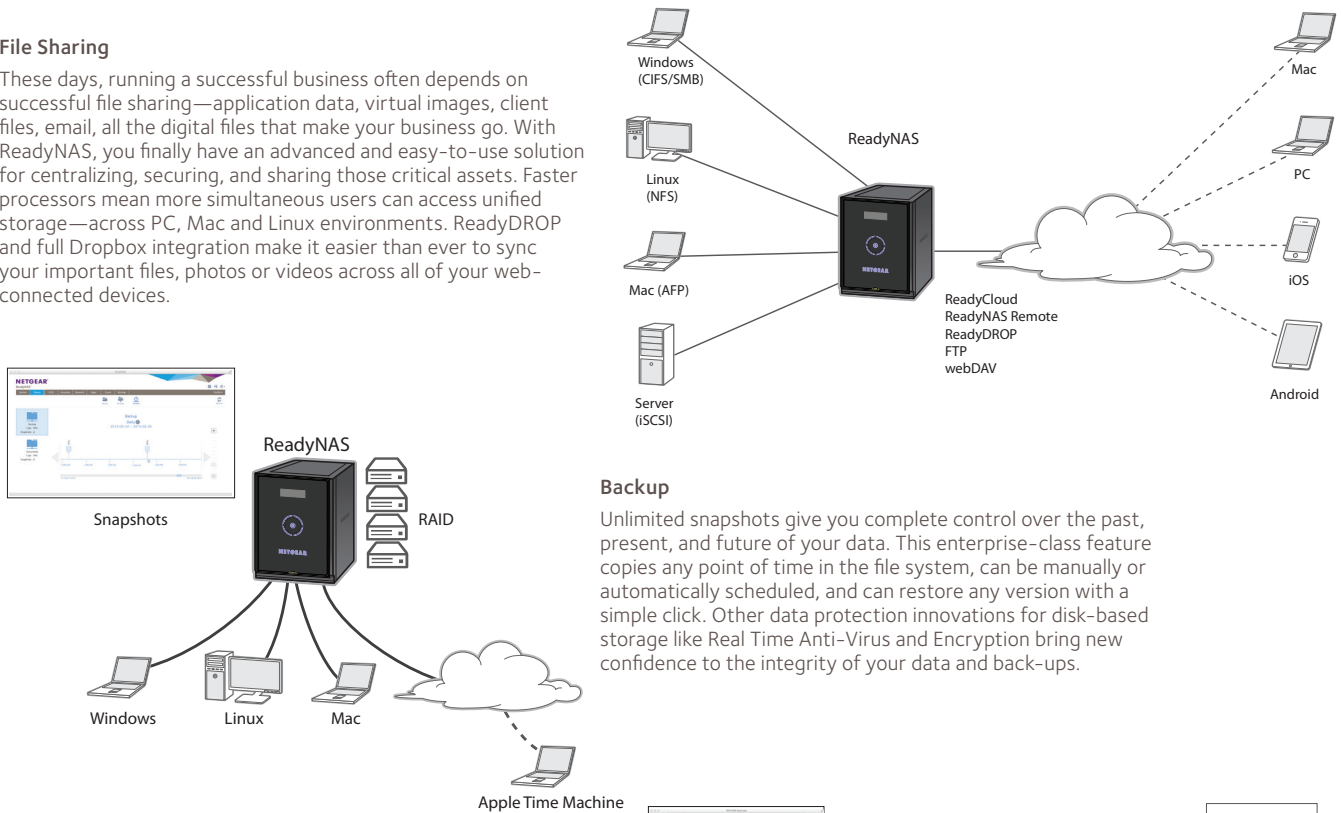 File Sharing
These days, running a successful business often depends on
successful file sharing—application data, virtual images, client
files, email, all the digital files that make your business go. With
ReadyNAS, you finally have an advanced and easy-to-use solution
for centralizing, securing, and sharing those critical assets. Faster
processors mean more simultaneous users can access unified
storage—across PC, Mac and Linux environments. ReadyDROP
and full Dropbox integration make it easier than ever to sync
your important files, photos or videos across all of your web-
connected devices.
Windows
(CIFS/SMB)
Linux
(NFS)
Mac (AFP)
Server
(iSCSI)
ReadyNAS
NETGEAR
ReadyCloud
ReadyNAS Remote
ReadyDROP
FTP
webDAV
Mac
PC
iOS
Android
NETGEAR
Snapshots
ReadyNAS
NETGEAR
RAID
Windows
Linux
Mac
Apple Time Machine
Backup
Unlimited snapshots give you complete control over the past,
present, and future of your data. This enterprise-class feature
copies any point of time in the file system, can be manually or
automatically scheduled, and can restore any version with a
simple click. Other data protection innovations for disk-based
storage like Real Time Anti-Virus and Encryption bring new
confidence to the integrity of your data and back-ups.